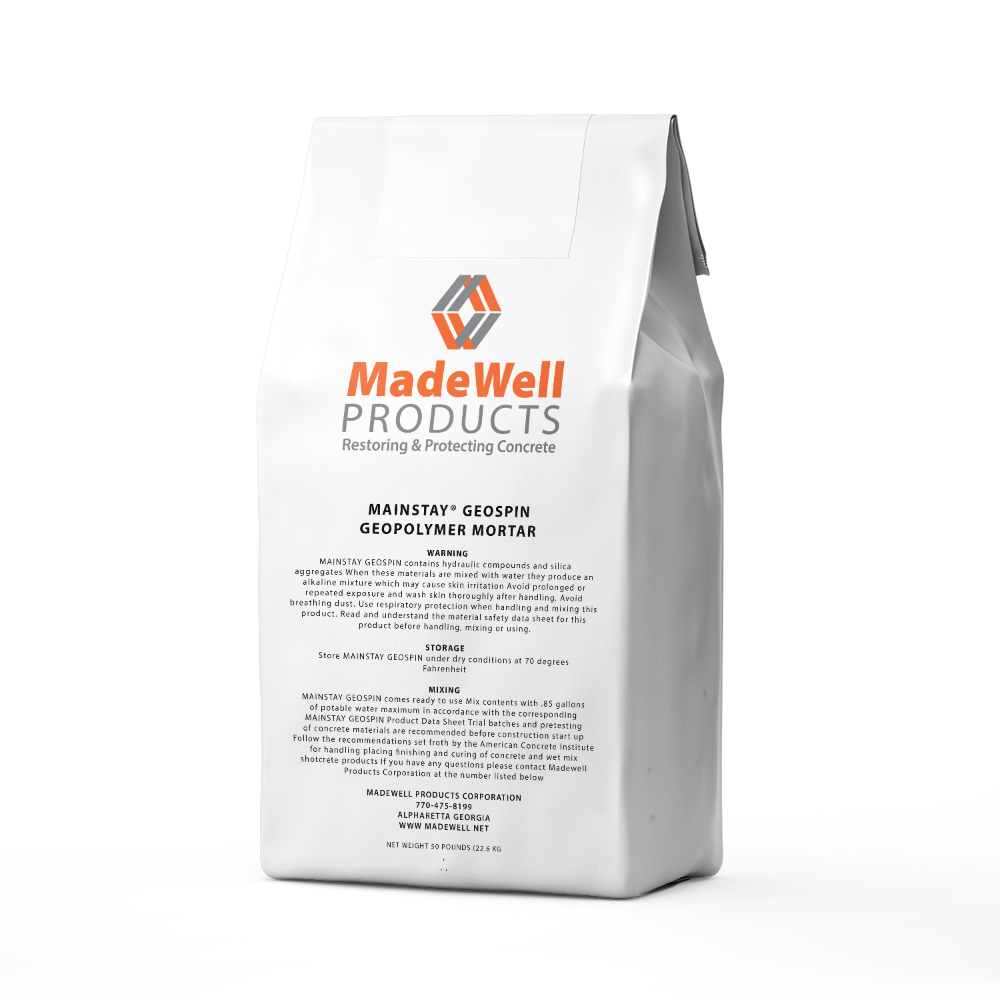 MadeWell
PRODUCTS
Restoring & Protecting Concrete
MAINSTAY® GEOSPIN
GEOPOLYMER MORTAR
WARNING
MAINSTAY GEOSPIN contains hydraulic compounds and silica
aggregates When these materials are mixed with water they produce an
alkaline mixture which may cause skin irritation Avoid prolonged or
repeated exposure and wash skin thoroughly after handling. Avoid
breathing dust. Use respiratory protection when handling and mixing this
product. Read and understand the material safety data sheet for this
product before handling, mixing or using.
STORAGE
Store MAINSTAY GEOSPIN under dry conditions at 70 degrees
Fahrenheit
MIXING
MAINSTAY GEOSPIN comes ready to use Mix contents with .85 gallons
of potable water maximum in accordance with the corresponding
MAINSTAY GEOSPIN Product Data Sheet Trial batches and pretesting
of concrete materials are recommended before construction start up
Follow the recommendations set froth by the American Concrete Institute
for handling placing finishing and curing of concrete and wet mix
shotcrete products If you have any questions please contact Madewell
Products Corporation at the number listed below
MADEWELL PRODUCTS CORPORATION
770-475-8199
ALPHARETTA GEORGIA
WWW MADEWELL NET
NET WEIGHT 50 POUNDS (22.6 KG
,
. ,